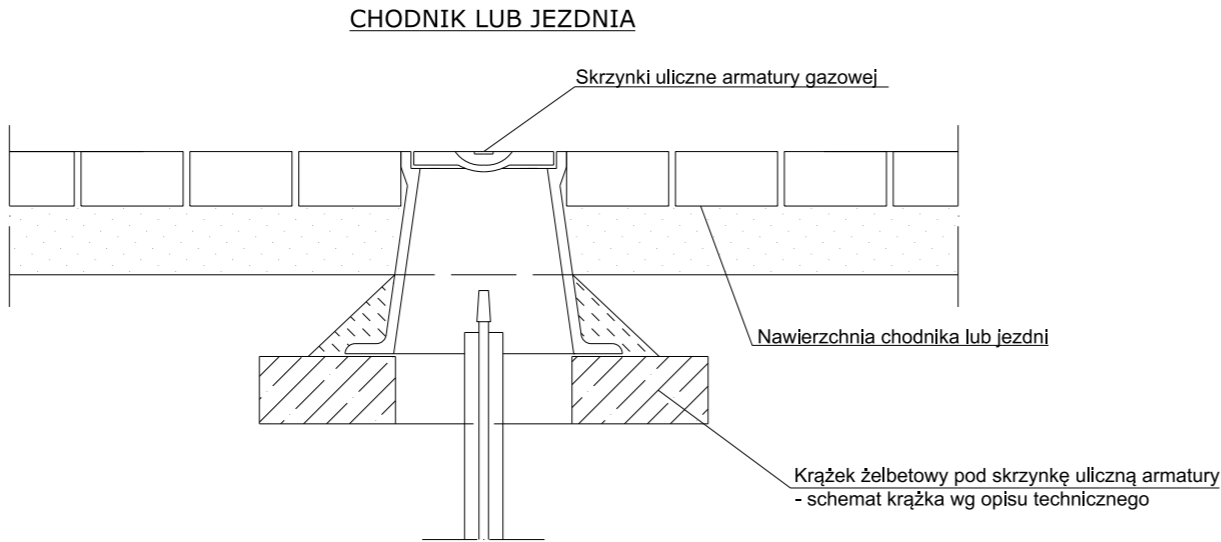 CHODNIK LUB JEZDNIA
Skrzynki uliczne armatury gazowej
Nawierzchnia chodnika lub jezdni
Krążek żelbetowy pod skrzynkę uliczną armatury
- schemat krążka wg opisu technicznego